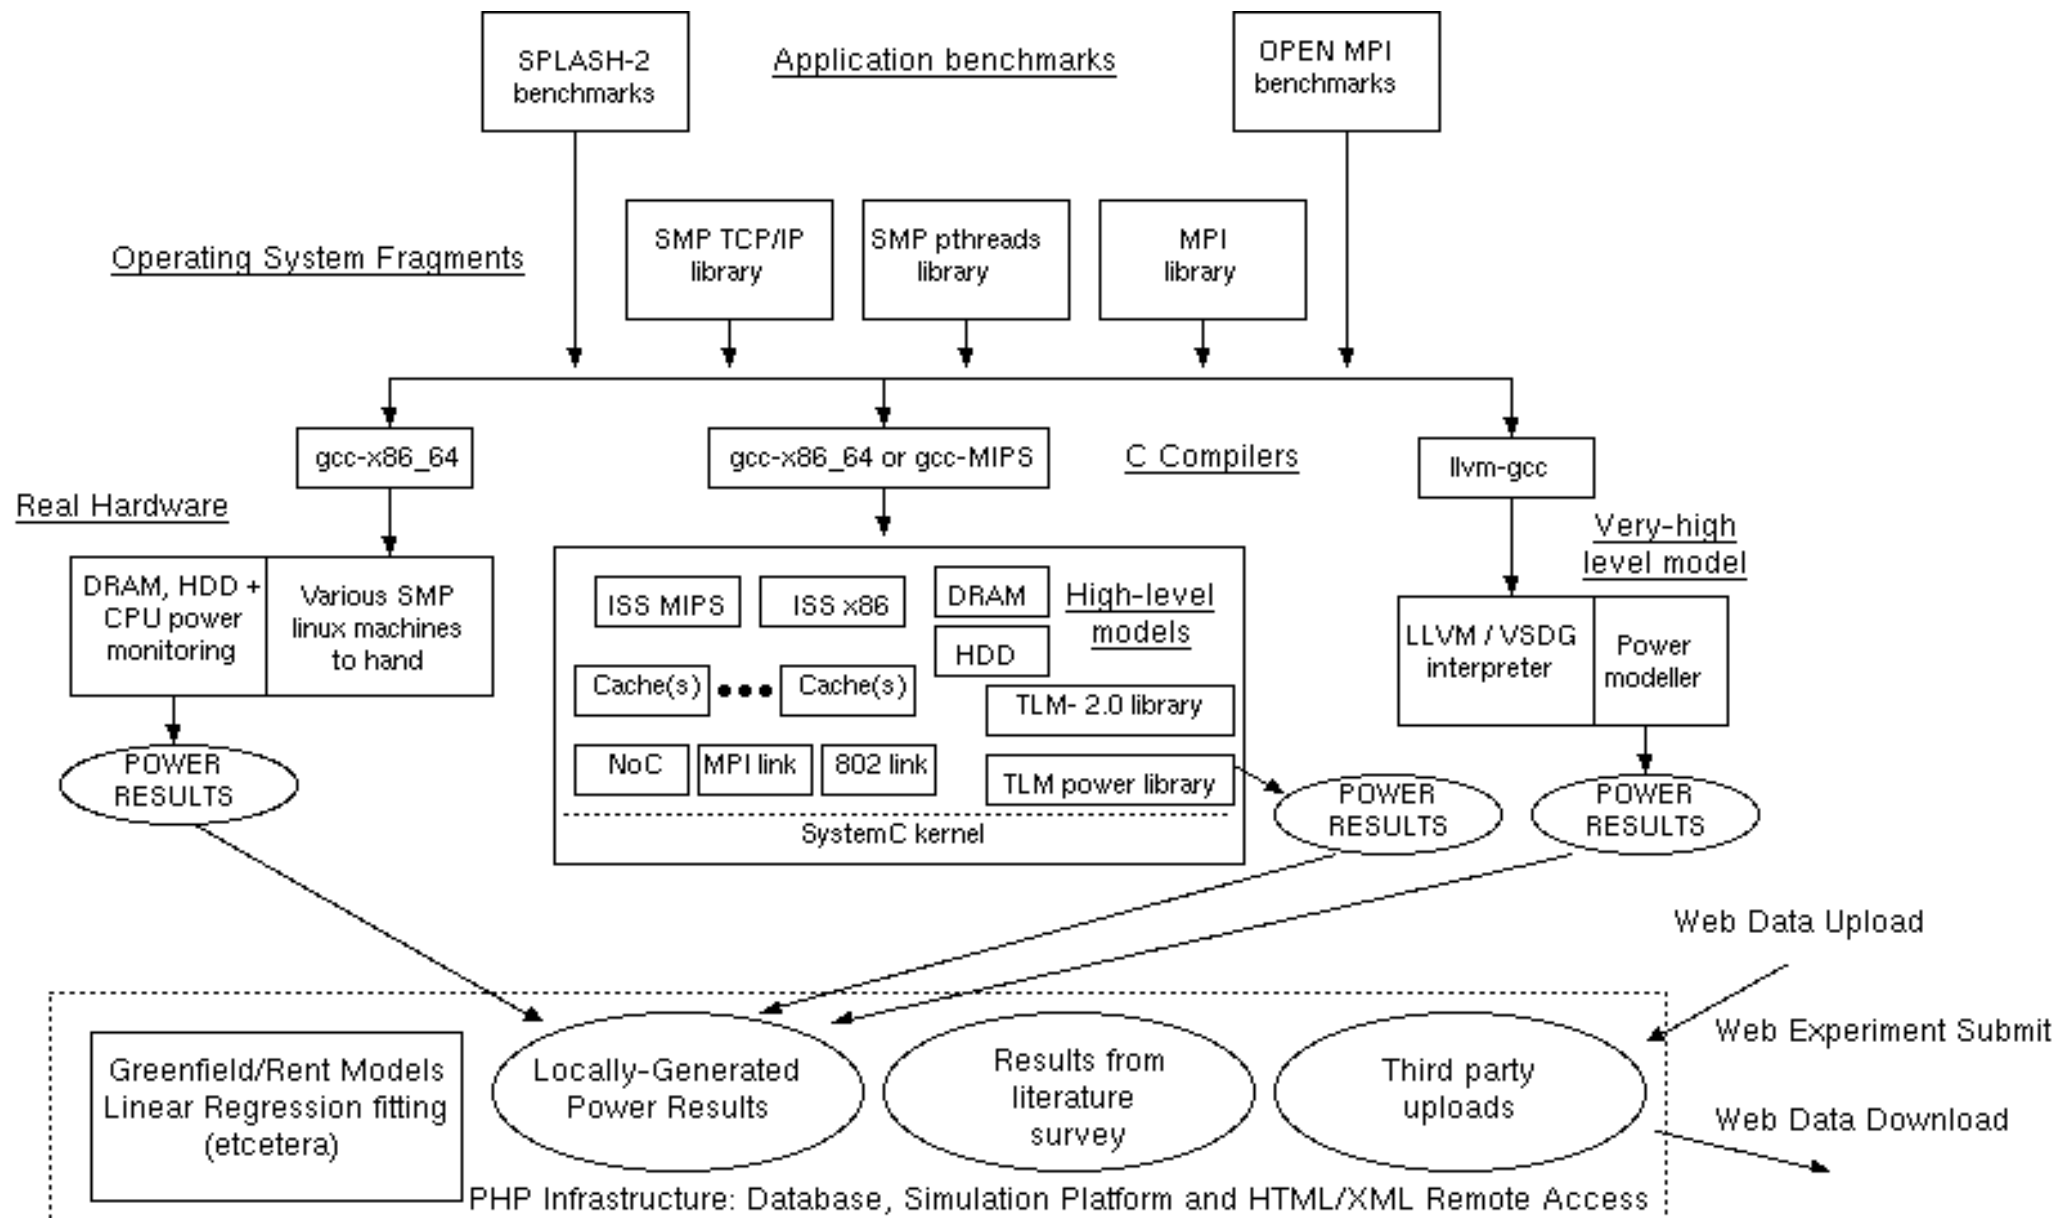 SPLASH-2
benchmarks
Application benchmarks
OPEN MPI
benchmarks
Operating System Fragments
SMP TCP/IP
library
SMP pthreads
library
MPI
library
gcc-x86_64
gcc-x86_64 or gcc-MIPS
C Compilers
llvm-gcc
Real Hardware
Very-high
level model
DRAM, HDD +
CPU power
monitoring
Various SMP
linux machines
to hand
ISS MIPS
ISS x86
DRAM
HDD
High-level
models
Cache(s)
Cache(s)
TLM- 2.0 library
NoC
MPI link
802 link
TLM power library
SystemC kernel
LLVM / VSDG
interpreter
Power
modeller
POWER
RESULTS
POWER
RESULTS
POWER
RESULTS
Web Data Upload
Web Experiment Submit
Web Data Download
Greenfield/Rent Models
Linear Regression fitting
(etcetera)
Locally-Generated
Power Results
Results from
literature
survey
Third party
uploads
PHP Infrastructure: Database, Simulation Platform and HTML/XML Remote Access